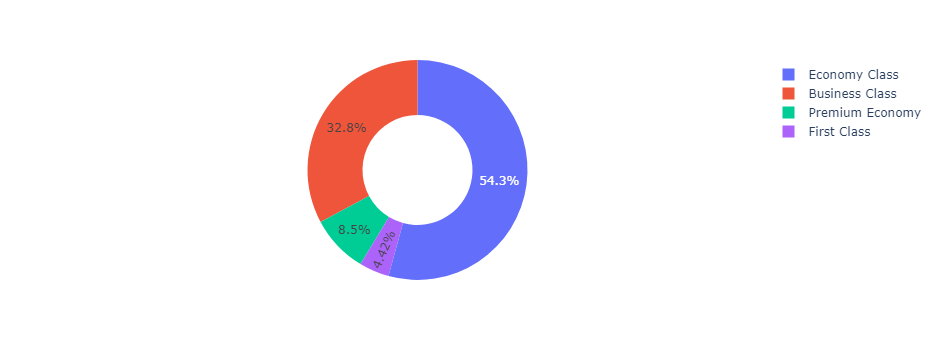 Economy Class
Business Class
Premium Economy
First Class
32.8%
54.3%
8.5%
4.42%